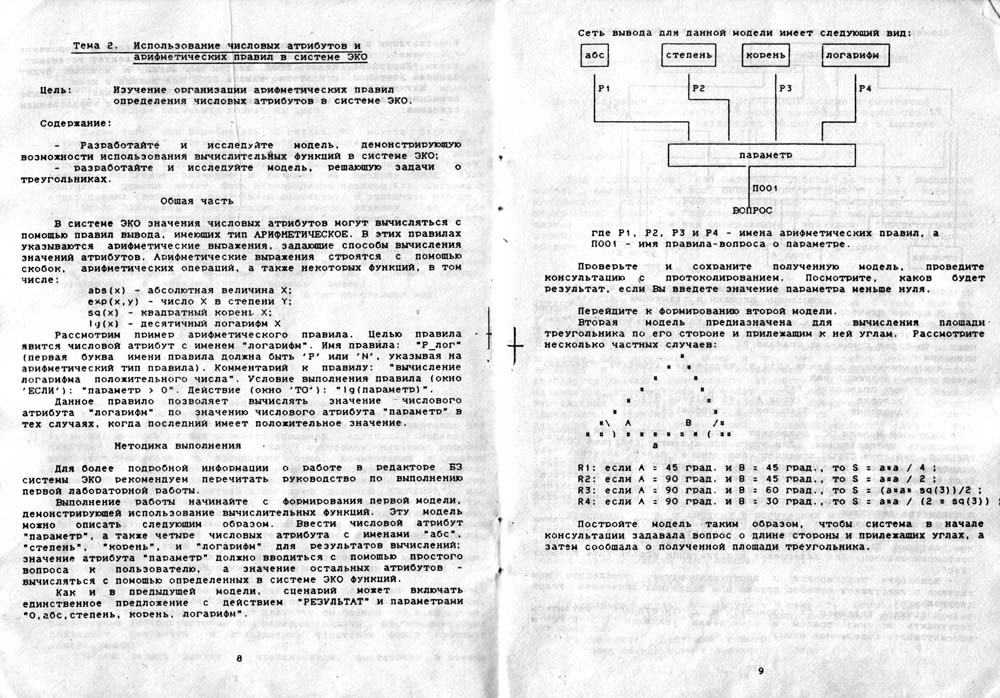 Тема 2. Использование числовых атрибутов и
арифметических правил в системе ЭКО
Цель: Изучение организации арифметических правил
определения числовых атрибутов в системе ЭКО.
Содержание:
- Разработайте и исследуйте модель, демонстрирующую
возможности использования вычислительных функций в системе ЭКО;
- разработайте и исследуйте модель, решающую задачи о
треугольниках.
Общая часть
В системе ЭКО значения числовых атрибутов могут вычисляться с
помощью правил вывода, имеющих тип АРИФМЕТИЧЕСКОЕ. В этих правилах
указываются арифметические выражения, задающие способы вычисления
значений атрибутов. Арифметические выражения строятся с помощью
скобок, арифметических операций, а также некоторых функций, в том
числе:
abs(x) - абсолютная величина X;
exp(x,y) - число X в степени Y;
sq(x) - квадратный корень X;
lg(x) - десятичный логарифм X
Рассмотрим пример арифметического правила. Целью правила
явится числовой атрибут с именем "логарифм". Имя правила: "Р_лог"
(первая буква имени правила должна быть 'Р' или 'N', указывая на
арифметический тип правила). Комментарий к правилу: "вычисление
логарифма положительного числа". Условие выполнения правила (окно
'ЕСЛИ'): "параметр > 0". Действие (окно 'ТО'): "lg(параметр)".
Данное правило позволяет вычислять значение числового
атрибута "логарифм" по значению числового атрибута "параметр" в
тех случаях, когда последний имеет положительное значение.
Методика выполнения
Для более подробной информации о работе в редакторе БЗ
системы ЭКО рекомендуем перечитать руководство по выполнению
первой лабораторной работы.
Выполнение работы начинайте с формирования первой модели,
демонстрирующей использование вычислительных функций. Эту модель
можно описать следующим образом. Ввести числовой атрибут
"параметр", а также четыре числовых атрибута с именами "абс",
"степень", "корень", и "логарифм" для результатов вычислений;
значение атрибута "параметр" должно вводиться с помощью простого
вопроса к пользователю, а значение остальных атрибутов -
вычисляться с помощью определенных в системе ЭКО функций.
Как и в предыдущей модели, сценарий может включать
единственное предложение с действием "РЕЗУЛЬТАТ" и параметрами
"0,абс,степень, корень, логарифм".
8
Сеть вывода для данной модели имеет следующий вид:
абс степень корень логарифм
Р1 Р2 Р3 Р4
параметр
П001
ВОПРОС
где Р1, Р2, Р3 и Р4 - имена арифметических правил, а
П001 - имя правила-вопроса о параметре.
Проверьте и сохраните полученную модель, проведите
консультацию с протоколированием. Посмотрите, каков будет
результат, если Вы введете значение параметра меньше нуля.
Перейдите к формированию второй модели.
Вторая модель предназначена для вычисления площади
треугольника по его стороне и прилежащим к ней углам. Рассмотрите
несколько частных случаев:
A B
a
R1: если A = 45 град. и B = 45 град., то S = a*a / 4 ;
R2: если A = 90 град. и B = 45 град., то S = a*a / 2 ;
R3: если A = 90 град. и B = 60 град., то S = (a*a* sq(3))/2 ;
R4: если A = 90 град. и B = 30 град., то S = a*a / (2 * sq(3)) ;
Постройте модель таким образом, чтобы система в начале
консультации задавала вопрос о длине стороны и прилежащих углах, а
затем сообщала о полученной площади треугольника.
9